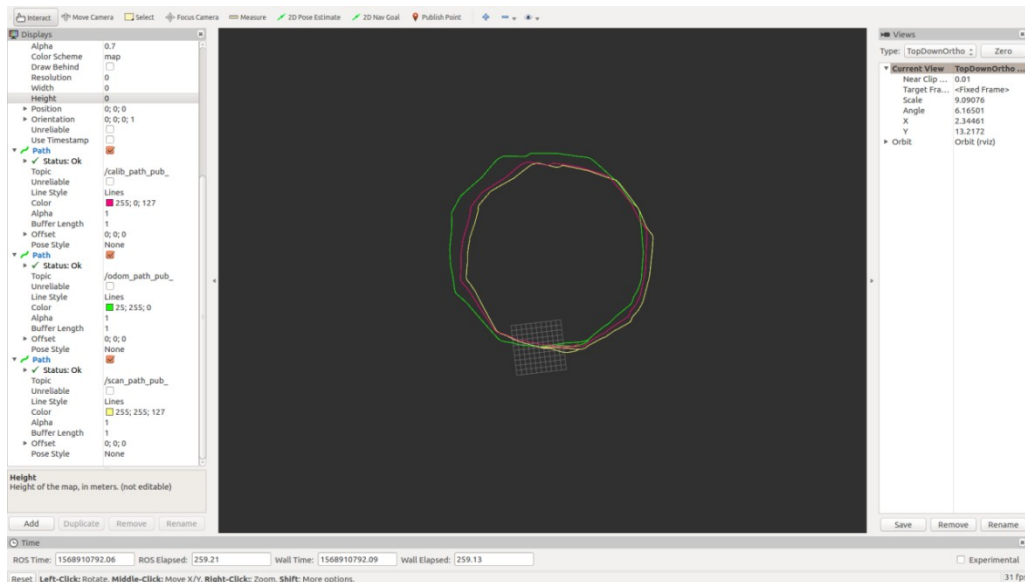 Interact Move Camera Select Focus Camera Measure 2D Pose Estimate 2D Nav Goal Publish Point
Displays
Alpha 0.7
Color Scheme map
Draw Behind
Resolution 0
Width 0
Height 0
Position 0; 0; 0
Orientation 0; 0; 0; 1
Unreliable
Use Timestamp
Path
Status: Ok
Topic /calib_path_pub_
Unreliable
Line Style Lines
Color 255; 0; 127
Alpha 1
Buffer Length 1
Offset 0; 0; 0
Pose Style None
Path
Status: Ok
Topic /odom_path_pub_
Unreliable
Line Style Lines
Color 25; 255; 0
Alpha 1
Buffer Length 1
Offset 0; 0; 0
Pose Style None
Path
Status: Ok
Topic /scan_path_pub_
Unreliable
Line Style Lines
Color 255; 255; 127
Alpha 1
Buffer Length 1
Offset 0; 0; 0
Pose Style None
Height
Height of the map, in meters. (not editable)
Add Duplicate Remove Rename
Views
Type: TopDownOrtho Zero
Current View TopDownOrtho ...
Near Clip ... 0.01
Target Fra... <Fixed Frame>
Scale 9.09076
Angle 6.16501
X 2.34461
Y 13.2172
Orbit Orbit (rviz)
Save Remove Rename
Time
ROS Time: 1568910792.06 ROS Elapsed: 259.21 Wall Time: 1568910792.09 Wall Elapsed: 259.13 Experimental
Reset Left-Click: Rotate. Middle-Click: Move X/Y. Right-Click:: Zoom. Shift: More options. 31 fps